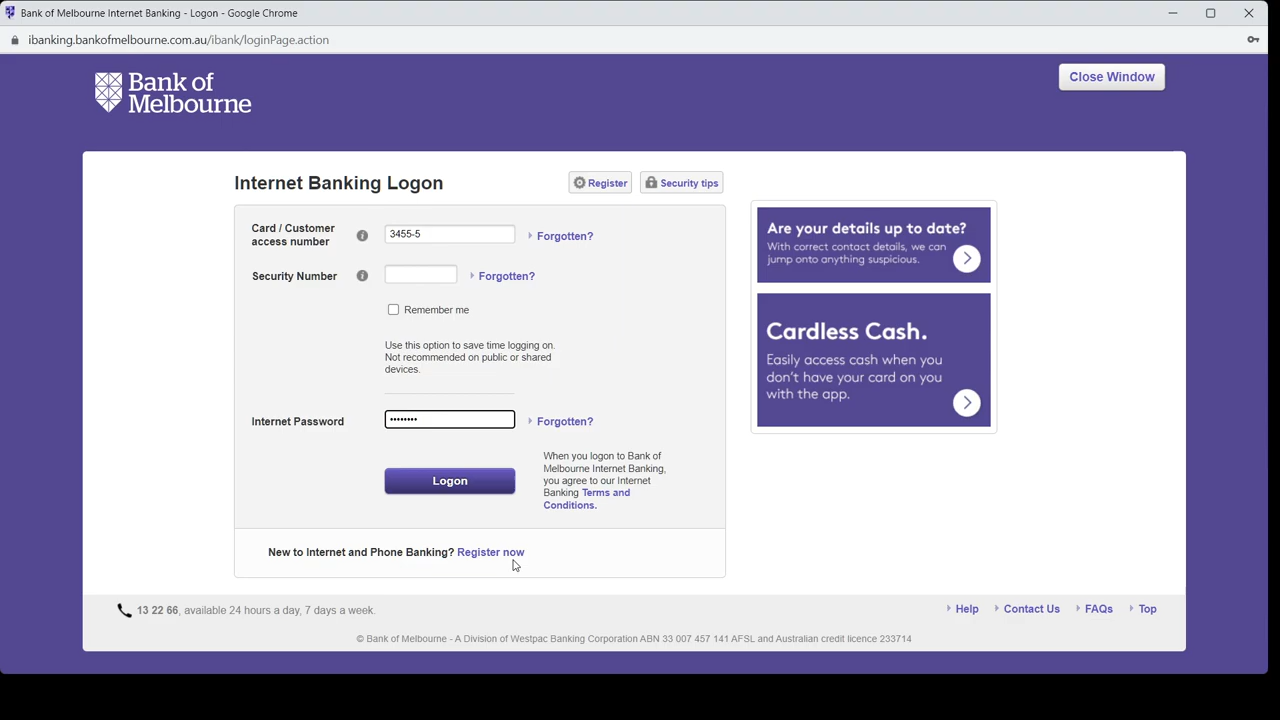 Bank of Melbourne Internet Banking - Logon - Google Chrome
ibanking.bankofmelbourne.com.au/ibank/loginPage.action
Bank of
Melbourne
Close Window
Internet Banking Logon
Register
Security tips
Card / Customer
access number
3455-5
Forgotten?
Security Number
Forgotten?
Remember me
Use this option to save time logging on.
Not recommended on public or shared
devices.
Internet Password
••••••••
Forgotten?
Logon
When you logon to Bank of
Melbourne Internet Banking,
you agree to our Internet
Banking Terms and
Conditions.
New to Internet and Phone Banking? Register now
Are your details up to date?
With correct contact details, we can
jump onto anything suspicious.
Cardless Cash.
Easily access cash when you
don't have your card on you
with the app.
13 22 66, available 24 hours a day, 7 days a week.
Help
Contact Us
FAQs
Top
© Bank of Melbourne - A Division of Westpac Banking Corporation ABN 33 007 457 141 AFSL and Australian credit licence 233714